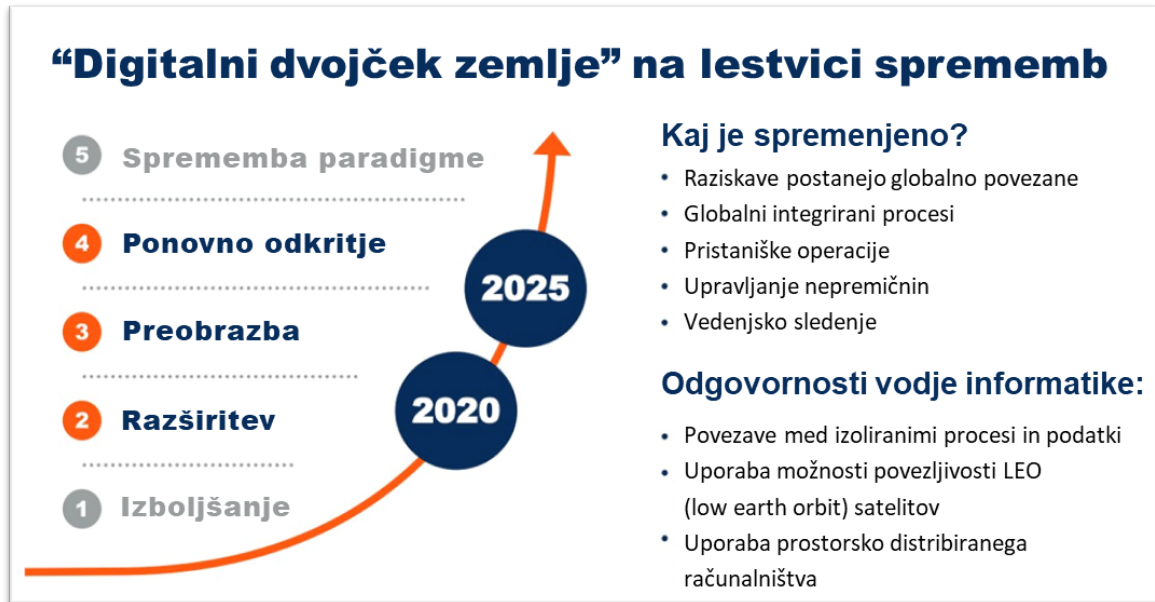 “Digitalni dvojček zemlje” na lestvici sprememb
5 Sprememba paradigme
4 Ponovno odkritje
3 Preobrazba
2 Razširitev
1 Izboljšanje
2025
2020
Kaj je spremenjeno?
• Raziskave postanejo globalno povezane
• Globalni integrirani procesi
• Pristaniške operacije
• Upravljanje nepremičnin
• Vedenjsko sledenje
Odgovornosti vodje informatike:
• Povezave med izoliranimi procesi in podatki
• Uporaba možnosti povezljivosti LEO
(low earth orbit) satelitov
• Uporaba prostorsko distribiranega
računalništva